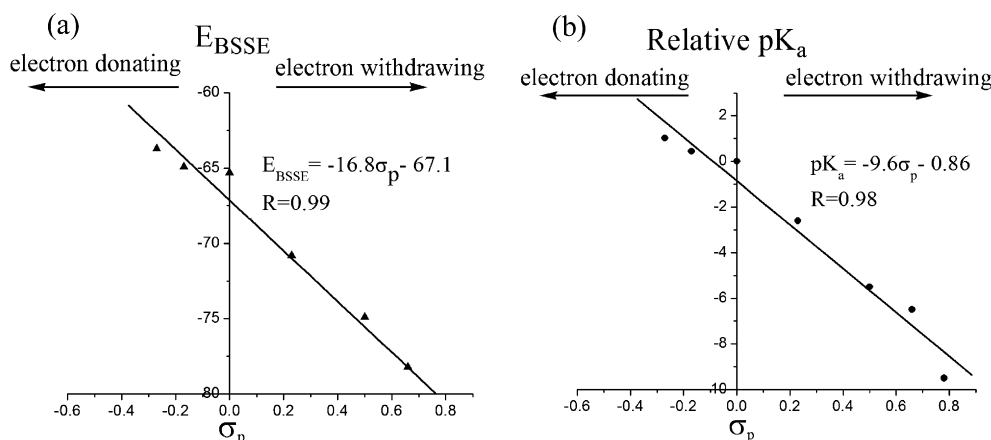 (a)
E_BSSE
electron donating
electron withdrawing
-60
-65
-70
-75
80
E_BSSE = -16.8σ_p - 67.1
R=0.99
-0.6 -0.4 -0.2 0.0 0.2 0.4 0.6 0.8
σ_p
(b)
Relative pK_a
electron donating
electron withdrawing
2
0
-2
-4
-6
-8
10
pK_a = -9.6σ_p - 0.86
R=0.98
-0.6 -0.4 -0.2 0.0 0.2 0.4 0.6 0.8
σ_p